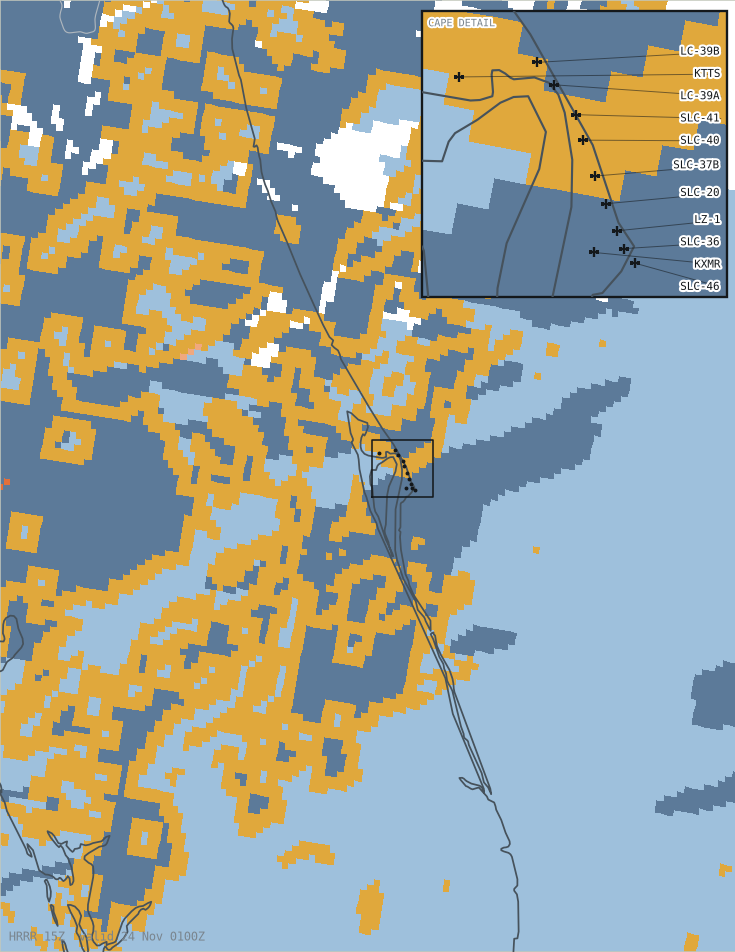 CAPE DETAIL
LC-39B
KTTS
LC-39A
SLC-41
SLC-40
SLC-37B
SLC-20
LZ-1
SLC-36
KXMR
SLC-46
HRRR 15Z valid 24 Nov 0100Z